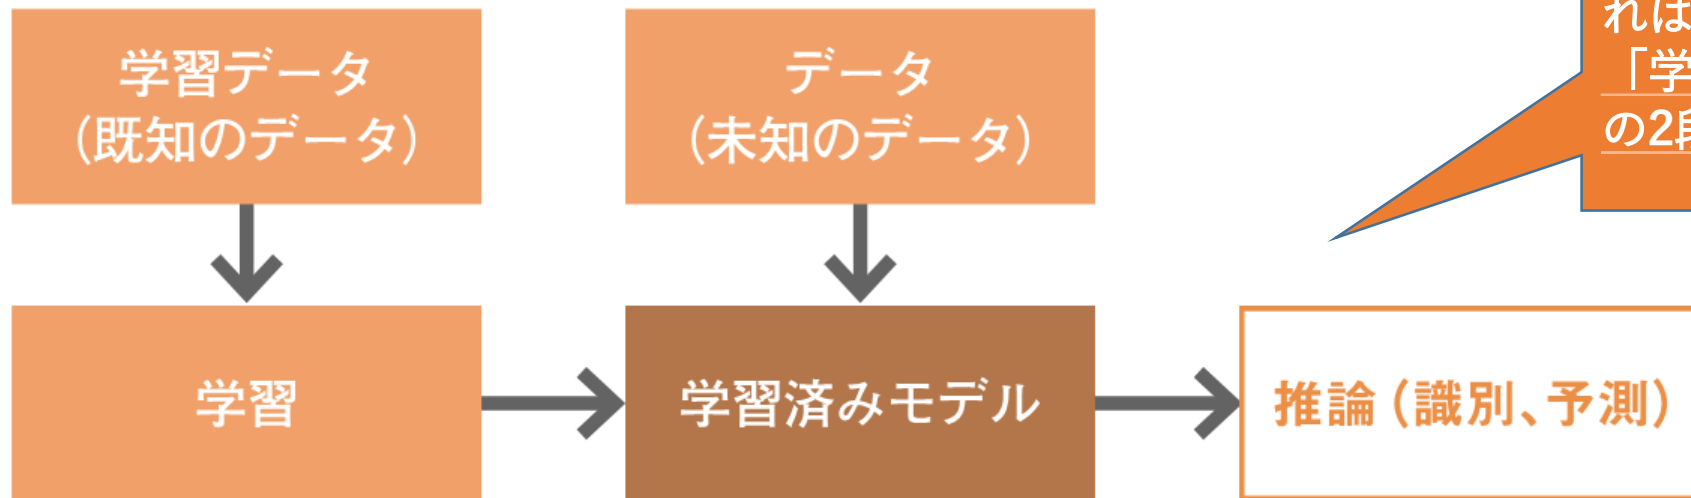 学習データ
(既知のデータ)
データ
(未知のデータ)
れは
「学
の2
学習
学習済みモデル
推論(識別、予測)